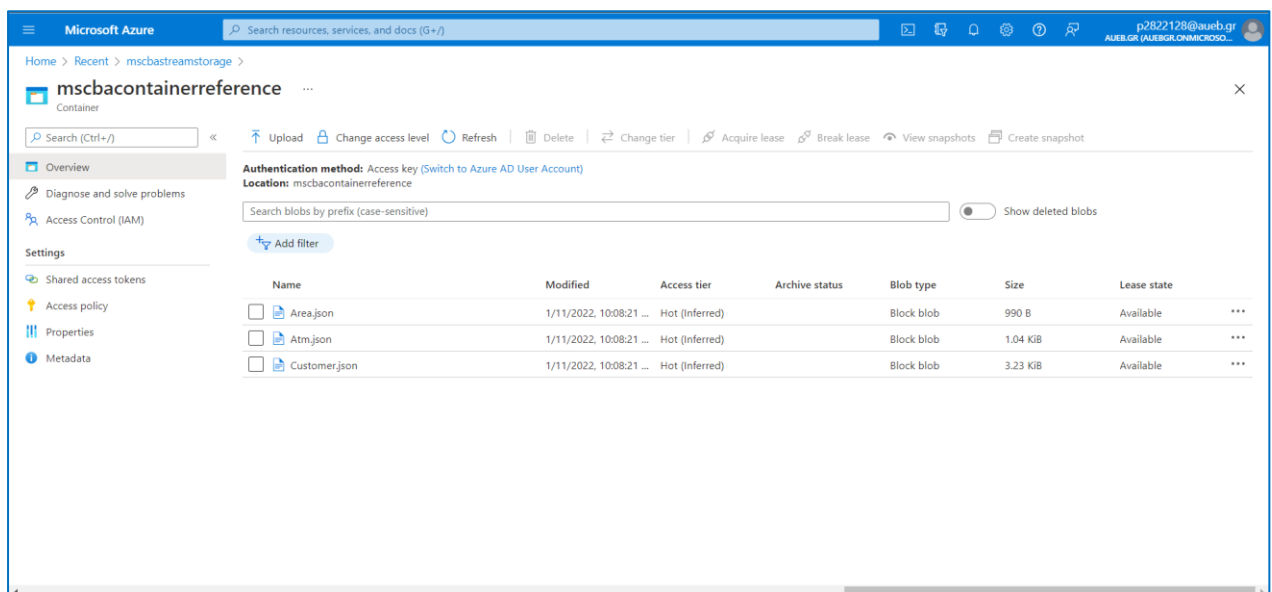 Microsoft Azure
Search resources, services, and docs (G+/)
p2822128@aueb.gr
AUEB.GR (AUEBGR.ONMICROSO...
Home > Recent > mscbastreamstorage >
mscbacontainerreference ...
Container
Search (Ctrl+/) «
Upload Change access level Refresh Delete Change tier Acquire lease Break lease View snapshots Create snapshot
Overview
Diagnose and solve problems
Access Control (IAM)
Settings
Shared access tokens
Access policy
Properties
Metadata
Authentication method: Access key (Switch to Azure AD User Account)
Location: mscbacontainerreference
Search blobs by prefix (case-sensitive)
Show deleted blobs
Add filter
Name Modified Access tier Archive status Blob type Size Lease state
Area.json 1/11/2022, 10:08:21 ... Hot (Inferred) Block blob 990 B Available ...
Atm.json 1/11/2022, 10:08:21 ... Hot (Inferred) Block blob 1.04 KiB Available ...
Customer.json 1/11/2022, 10:08:21 ... Hot (Inferred) Block blob 3.23 KiB Available ...